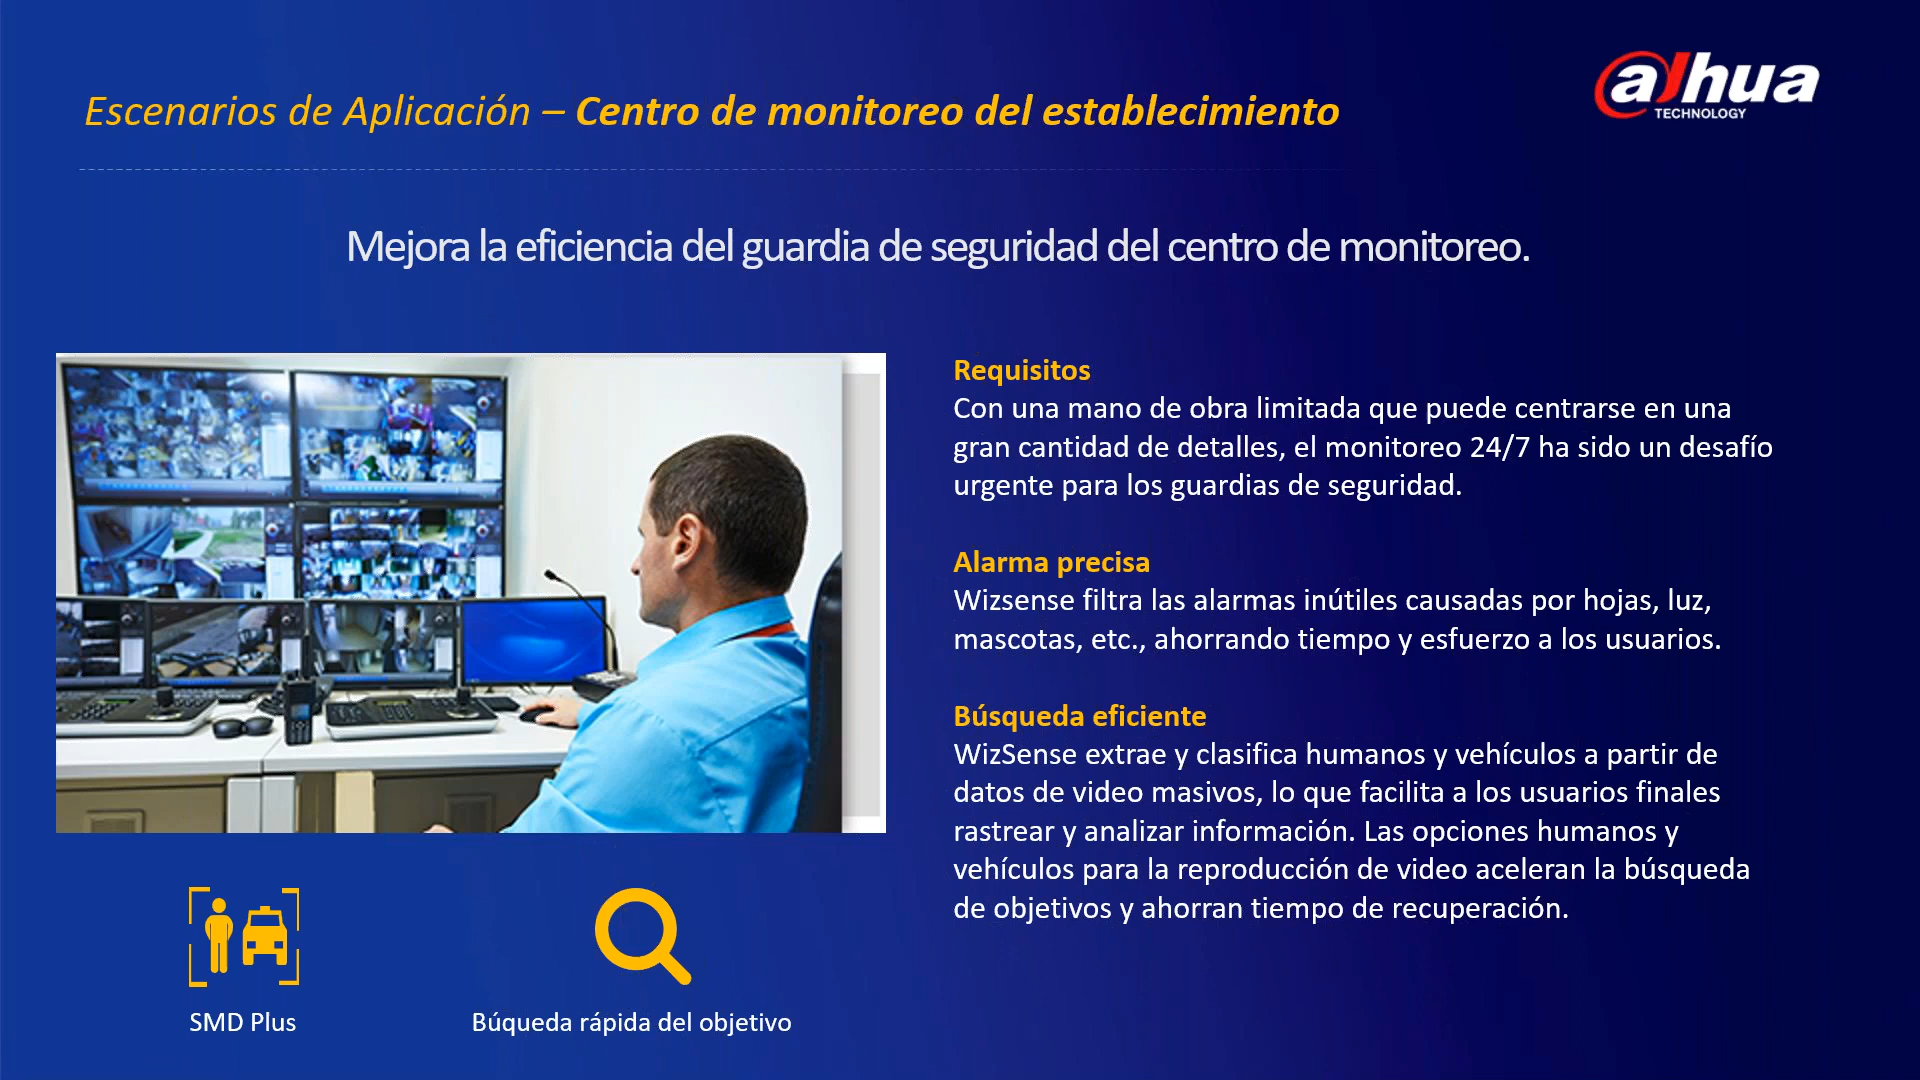 Escenarios de Aplicación – Centro de monitoreo del establecimiento
alhua
TECHNOLOGY
Mejora la eficiencia del guardia de seguridad del centro de monitoreo.
Requisitos
Con una mano de obra limitada que puede centrarse en una
gran cantidad de detalles, el monitoreo 24/7 ha sido un desafío
urgente para los guardias de seguridad.
Alarma precisa
Wizsense filtra las alarmas inútiles causadas por hojas, luz,
mascotas, etc., ahorrando tiempo y esfuerzo a los usuarios.
Búsqueda eficiente
WizSense extrae y clasifica humanos y vehículos a partir de
datos de video masivos, lo que facilita a los usuarios finales
rastrear y analizar información. Las opciones humanos y
vehículos para la reproducción de video aceleran la búsqueda
de objetivos y ahorran tiempo de recuperación.
SMD Plus
Búqueda rápida del objetivo